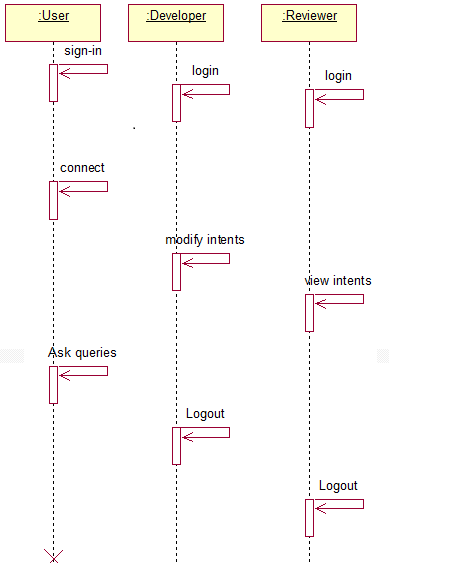 :User
:Developer
:Reviewer
sign-in
login
login
connect
modify intents
view intents
Ask queries
Logout
Logout